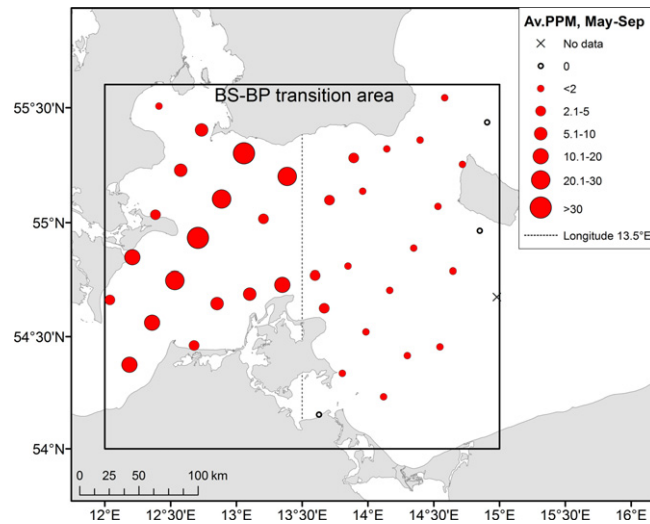 Av.PPM, May-Sep
No data
0
<2
2.1-5
5.1-10
10.1-20
20.1-30
>30
Longitude 13.5°E
BS-BP transition area
55°30'N
55°N
54°30'N
54°N
0 25 50 100 km
12°E 12°30'E 13°E 13°30'E 14°E 14°30'E 15°E 15°30'E 16°E